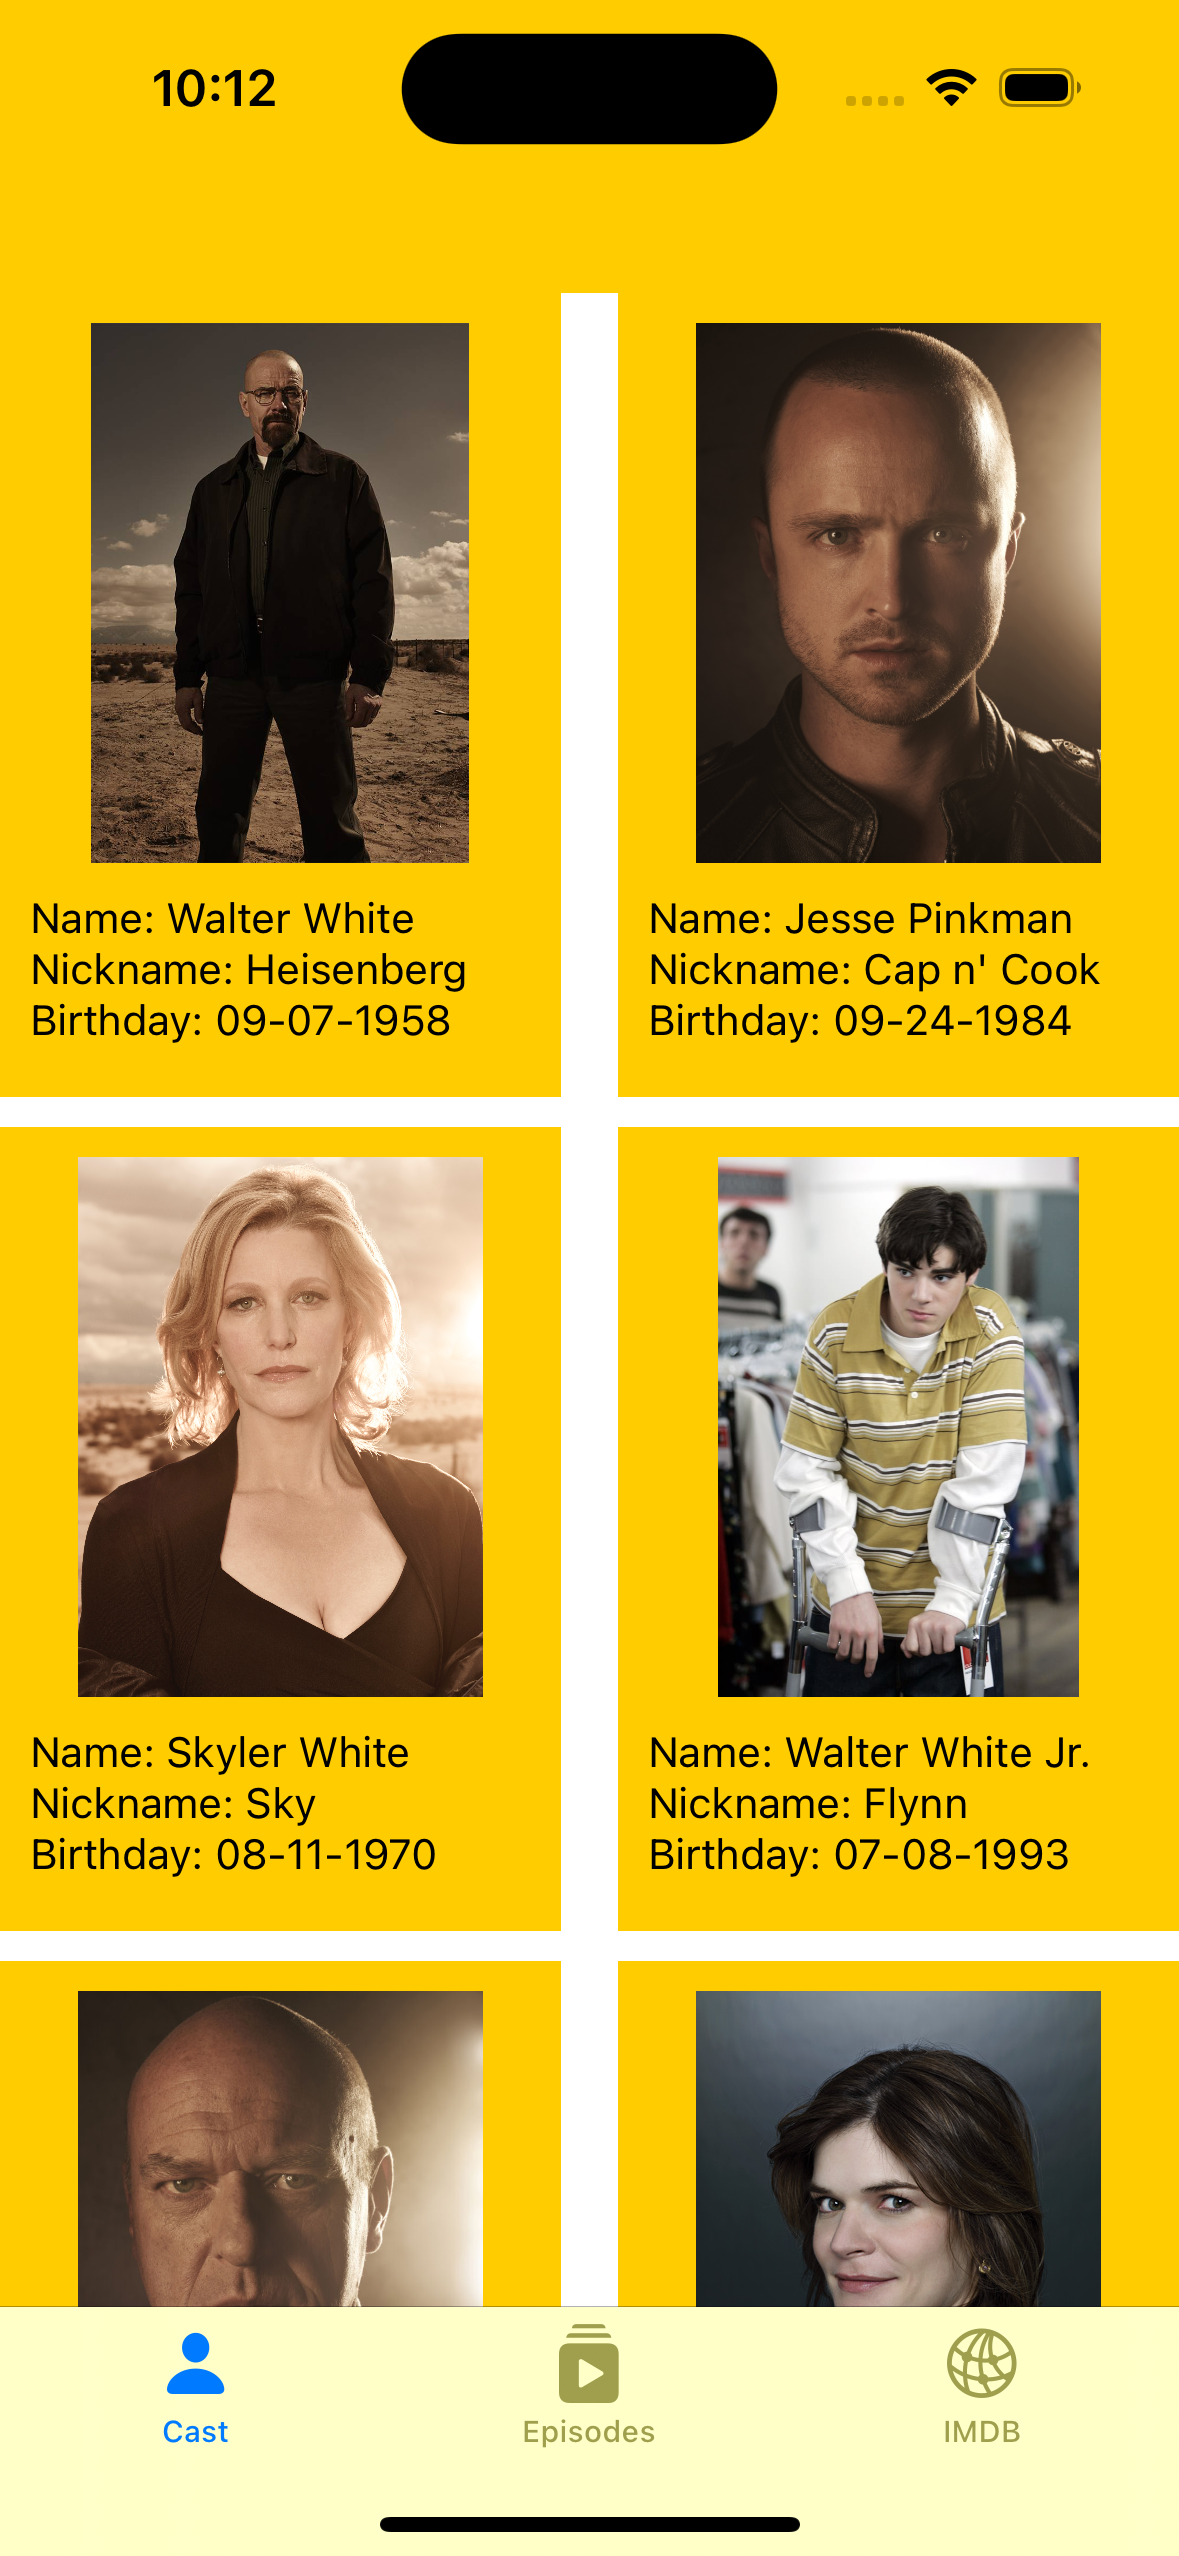 10:12
Name: Walter White
Nickname: Heisenberg
Birthday: 09-07-1958
Name: Jesse Pinkman
Nickname: Cap n' Cook
Birthday: 09-24-1984
Name: Skyler White
Nickname: Sky
Birthday: 08-11-1970
Name: Walter White Jr.
Nickname: Flynn
Birthday: 07-08-1993
Cast
Episodes
IMDB